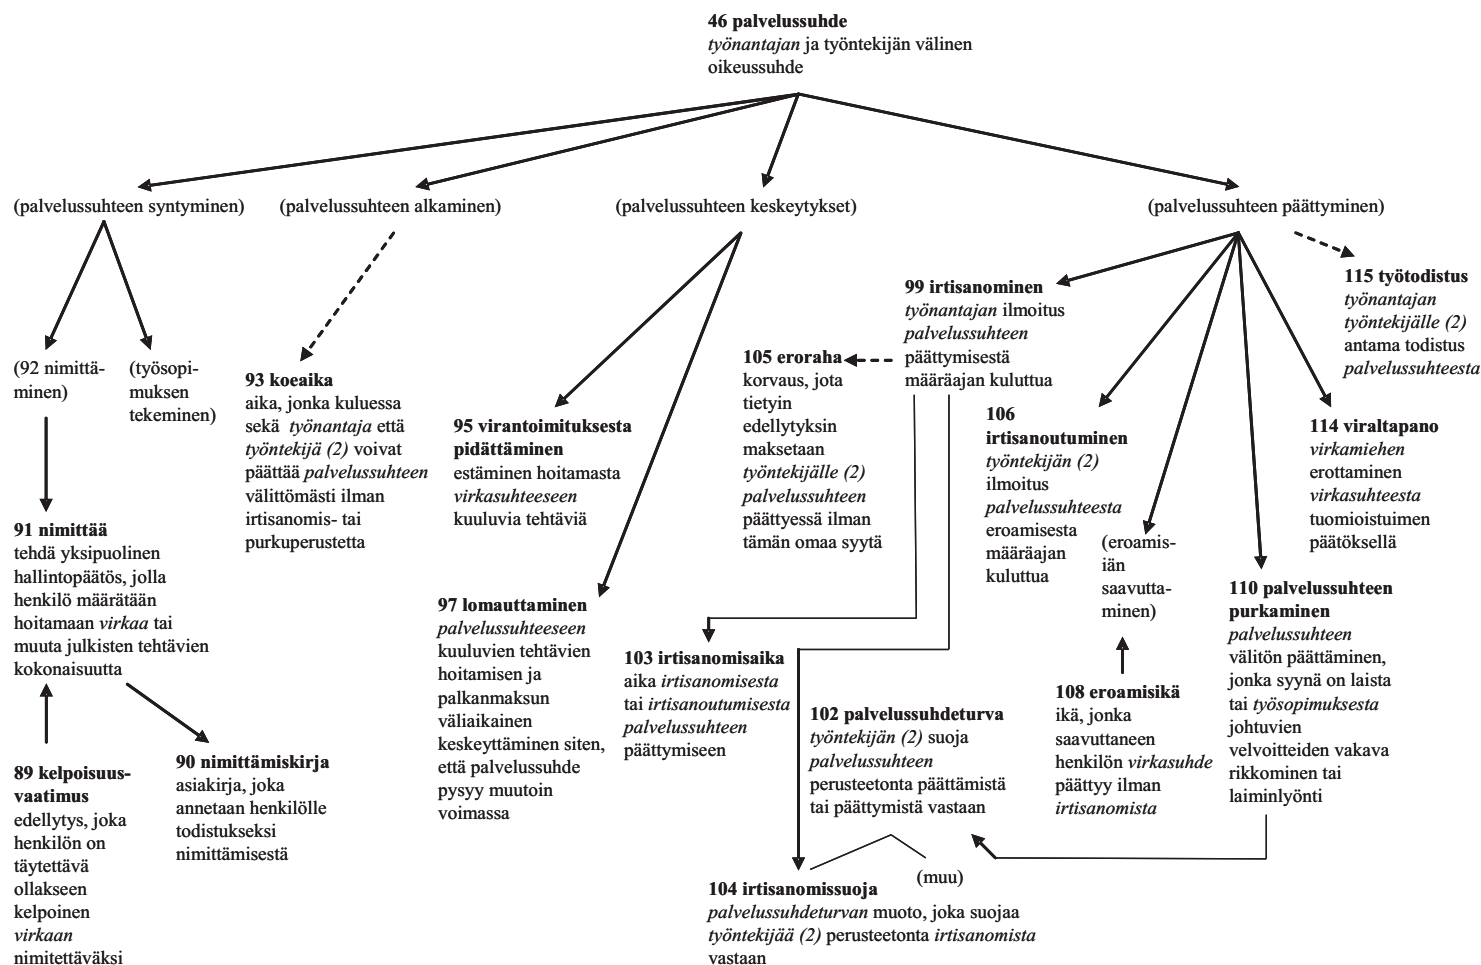 46 palvelussuhde
työnantajan ja työntekijän välinen
oikeussuhde
(palvelussuhteen syntyminen)
(palvelussuhteen alkaminen)
(palvelussuhteen keskeytykset)
(palvelussuhteen päättyminen)
(92 nimittä-
minen)
(työsopi-
muksen
tekeminen)
93 koeaika
aika, jonka kuluessa
sekä työnantaja että
työntekijä (2) voivat
päättää palvelussuhteen
välittömästi ilman
irtisanomis- tai
purkuperustetta
95 virantoimituksesta
pidättäminen
estäminen hoitamasta
virkasuhteeseen
kuuluvia tehtäviä
105 eroraha
korvaus, jota
tietyin
edellytyksin
maksetaan
työntekijälle (2)
palvelussuhteen
päättyessä ilman
tämän omaa syytä
99 irtisanominen
työnantajan ilmoitus
palvelussuhteen
päättymisestä
määräajan kuluttua
115 työtodistus
työnantajan
työntekijälle (2)
antama todistus
palvelussuhteesta
106
irtisanoutuminen
työntekijän (2)
ilmoitus
palvelussuhteesta
eroamisesta
määräajan
kuluttua
114 viraltapano
virkamiehen
erottaminen
virkasuhteesta
tuomioistuimen
päätöksellä
(eroamis-
iän
saavutta-
minen)
91 nimittää
tehdä yksipuolinen
hallintopäätös, jolla
henkilö määrätään
hoitamaan virkaa tai
muuta julkisten tehtävien
kokonaisuutta
97 lomauttaminen
palvelussuhteeseen
kuuluvien tehtävien
hoitamisen ja
palkanmaksun
väliaikainen
keskeyttäminen siten,
että palvelussuhde
pysyy muutoin
voimassa
103 irtisanomisaika
aika irtisanomisesta
tai irtisanoutumisesta
palvelussuhteen
päättymiseen
110 palvelussuhteen
purkaminen
palvelussuhteen
välitön päättäminen,
jonka syynä on laista
tai työsopimuksesta
johtuvien
velvoitteiden vakava
rikkominen tai
laiminlyönti
108 eroamisikä
ikä, jonka
saavuttaneen
henkilön virkasuhde
päättyy ilman
irtisanomista
102 palvelussuhdeturva
työntekijän (2) suoja
palvelussuhteen
perusteetonta päättämistä
tai päättymistä vastaan
89 kelpoisuus-
vaatimus
edellytys, joka
henkilön on
täytettävä
ollakseen
kelpoinen
virkaan
nimitettäväksi
90 nimittämiskirja
asiakirja, joka
annetaan henkilölle
todistukseksi
nimittämisestä
(muu)
104 irtisanomissuoja
palvelussuhdeturvan muoto, joka suojaa
työntekijää (2) perusteetonta irtisanomista
vastaan